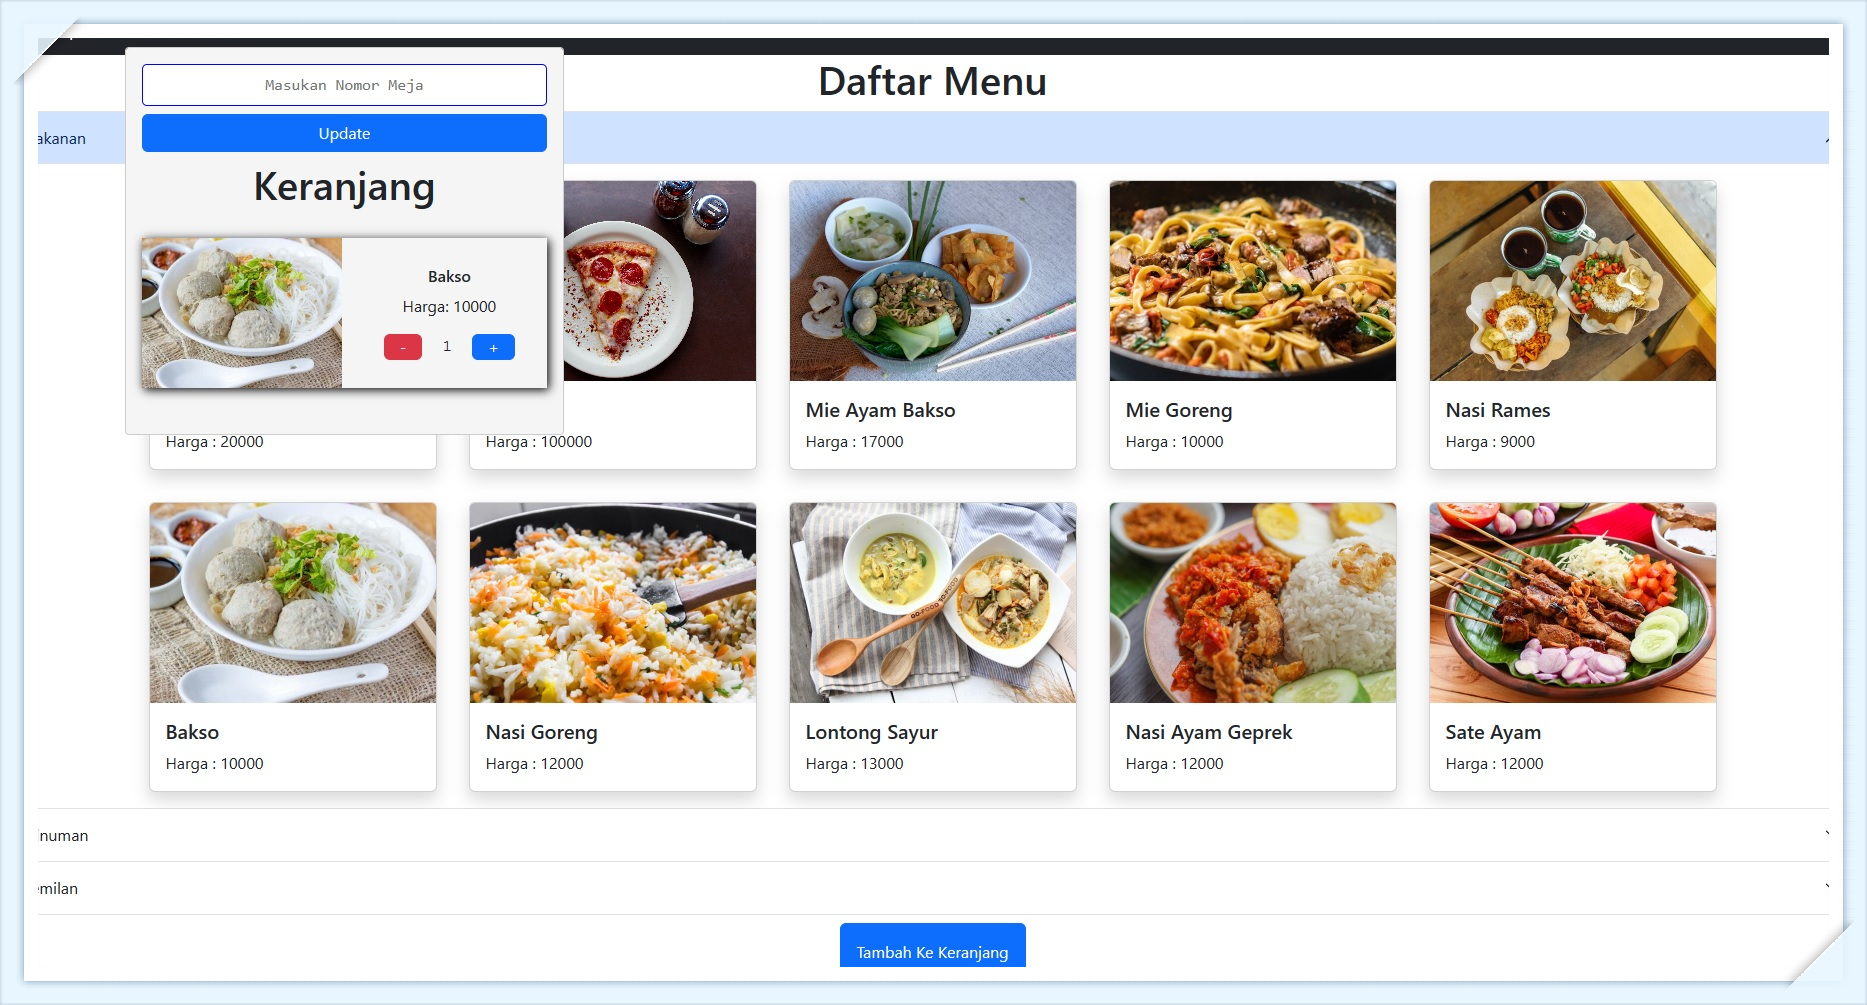 Daftar Menu
akanan
Masukan Nomor Meja
Update
Keranjang
Bakso
Harga: 10000
- 1 +
Harga : 20000
Harga : 100000
Mie Ayam Bakso
Harga : 17000
Mie Goreng
Harga : 10000
Nasi Rames
Harga : 9000
Bakso
Harga : 10000
Nasi Goreng
Harga : 12000
Lontong Sayur
Harga : 13000
Nasi Ayam Geprek
Harga : 12000
Sate Ayam
Harga : 12000
numan
milan
Tambah Ke Keranjang